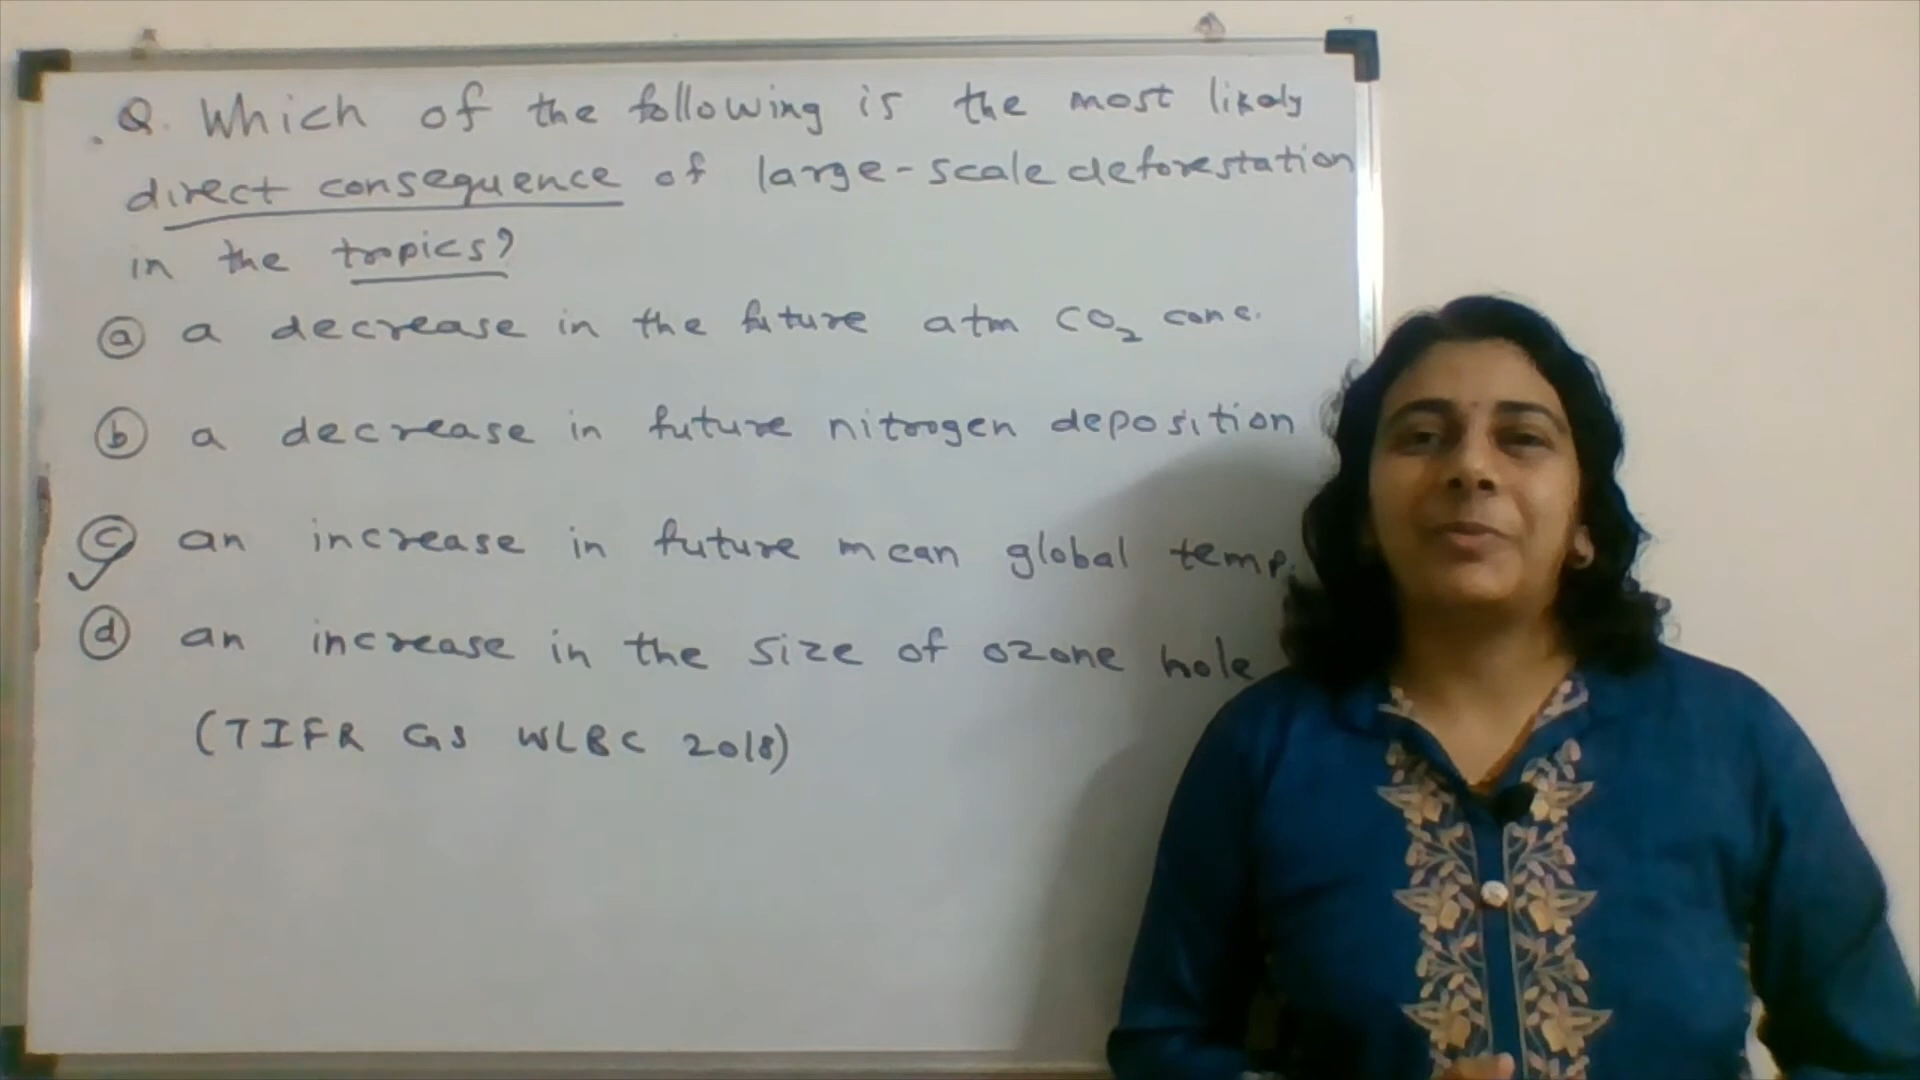 Q. Which of the following is the most likely
direct consequence of large-scale deforestation
in the tropics?
(a) a decrease in the future atm CO₂ conc.
(b) a decrease in future nitrogen deposition
(c) an increase in future mean global temp.
(d) an increase in the size of ozone hole
(TIFR GS WLBC 2018)